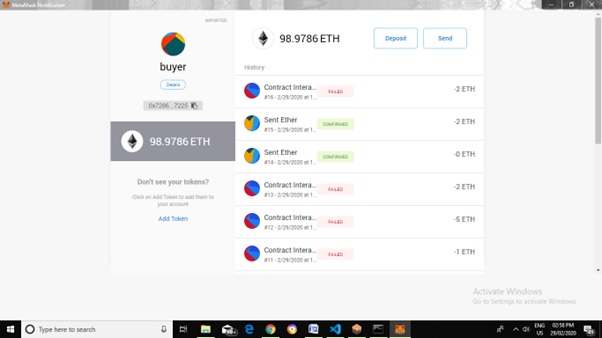 MetaMask Notification
IMPORTED
buyer
Details
0x7286...7225
98.9786 ETH
Don't see your tokens?
Click on Add Token to add them to
your account
Add Token
98.9786 ETH
Deposit
Send
History
Contract Intera...
FAILED
-2 ETH
#16 - 2/29/2020 at 1...
Sent Ether
CONFIRMED
-2 ETH
#15 - 2/29/2020 at 1...
Sent Ether
CONFIRMED
-0 ETH
#14 - 2/29/2020 at 1...
Contract Intera...
FAILED
-2 ETH
#13 - 2/29/2020 at 1...
Contract Intera...
FAILED
-5 ETH
#12 - 2/29/2020 at 1...
Contract Intera...
FAILED
-1 ETH
#11 - 2/29/2020 at 1...
Activate Windows
Go to Settings to activate Windows.
Type here to search
ENG
US
02:58 PM
29/02/2020